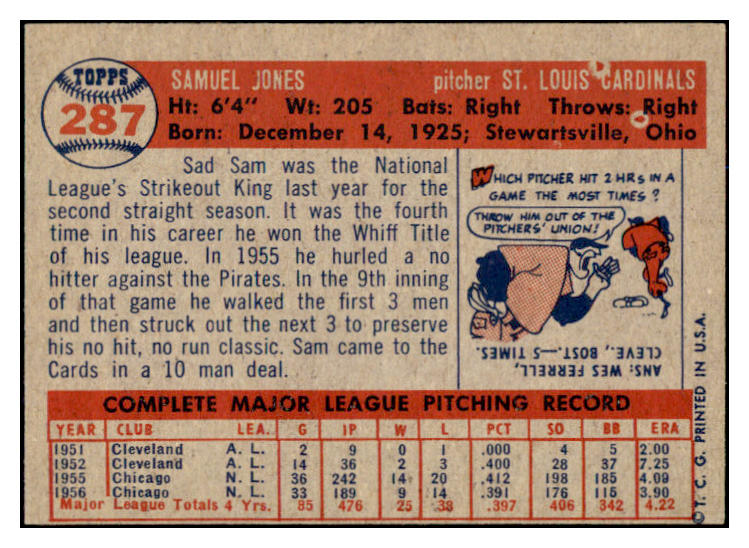 TOPPS
287
SAMUEL JONES pitcher ST. LOUIS CARDINALS
Ht: 6'4" Wt: 205 Bats: Right Throws: Right
Born: December 14, 1925; Stewartsville, Ohio
Sad Sam was the National
League's Strikeout King last year for the
second straight season. It was the fourth
time in his career he won the Whiff Title
of his league. In 1955 he hurled a no
hitter against the Pirates. In the 9th inning
of that game he walked the first 3 men
and then struck out the next 3 to preserve
his no hit, no run classic. Sam came to the
Cards in a 10 man deal.
WHICH PITCHER HIT 2 HRS IN A
GAME THE MOST TIMES?
THROW HIM OUT OF THE
PITCHERS' UNION!
ANS: WES FERRELL,
CLEVE., BOST.—5 TIMES.
COMPLETE MAJOR LEAGUE PITCHING RECORD
YEAR CLUB LEA. G IP W L PCT SO BB ERA
1951 Cleveland A. L. 2 9 0 1 .000 4 5 2.00
1952 Cleveland A. L. 14 36 2 3 .400 28 37 7.25
1955 Chicago N. L. 36 242 14 20 .412 198 185 4.09
1956 Chicago N. L. 33 189 9 14 .391 176 115 3.90
Major League Totals 4 Yrs. 85 476 25 38 .397 406 342 4.22
© T. C. G. PRINTED IN U.S.A.